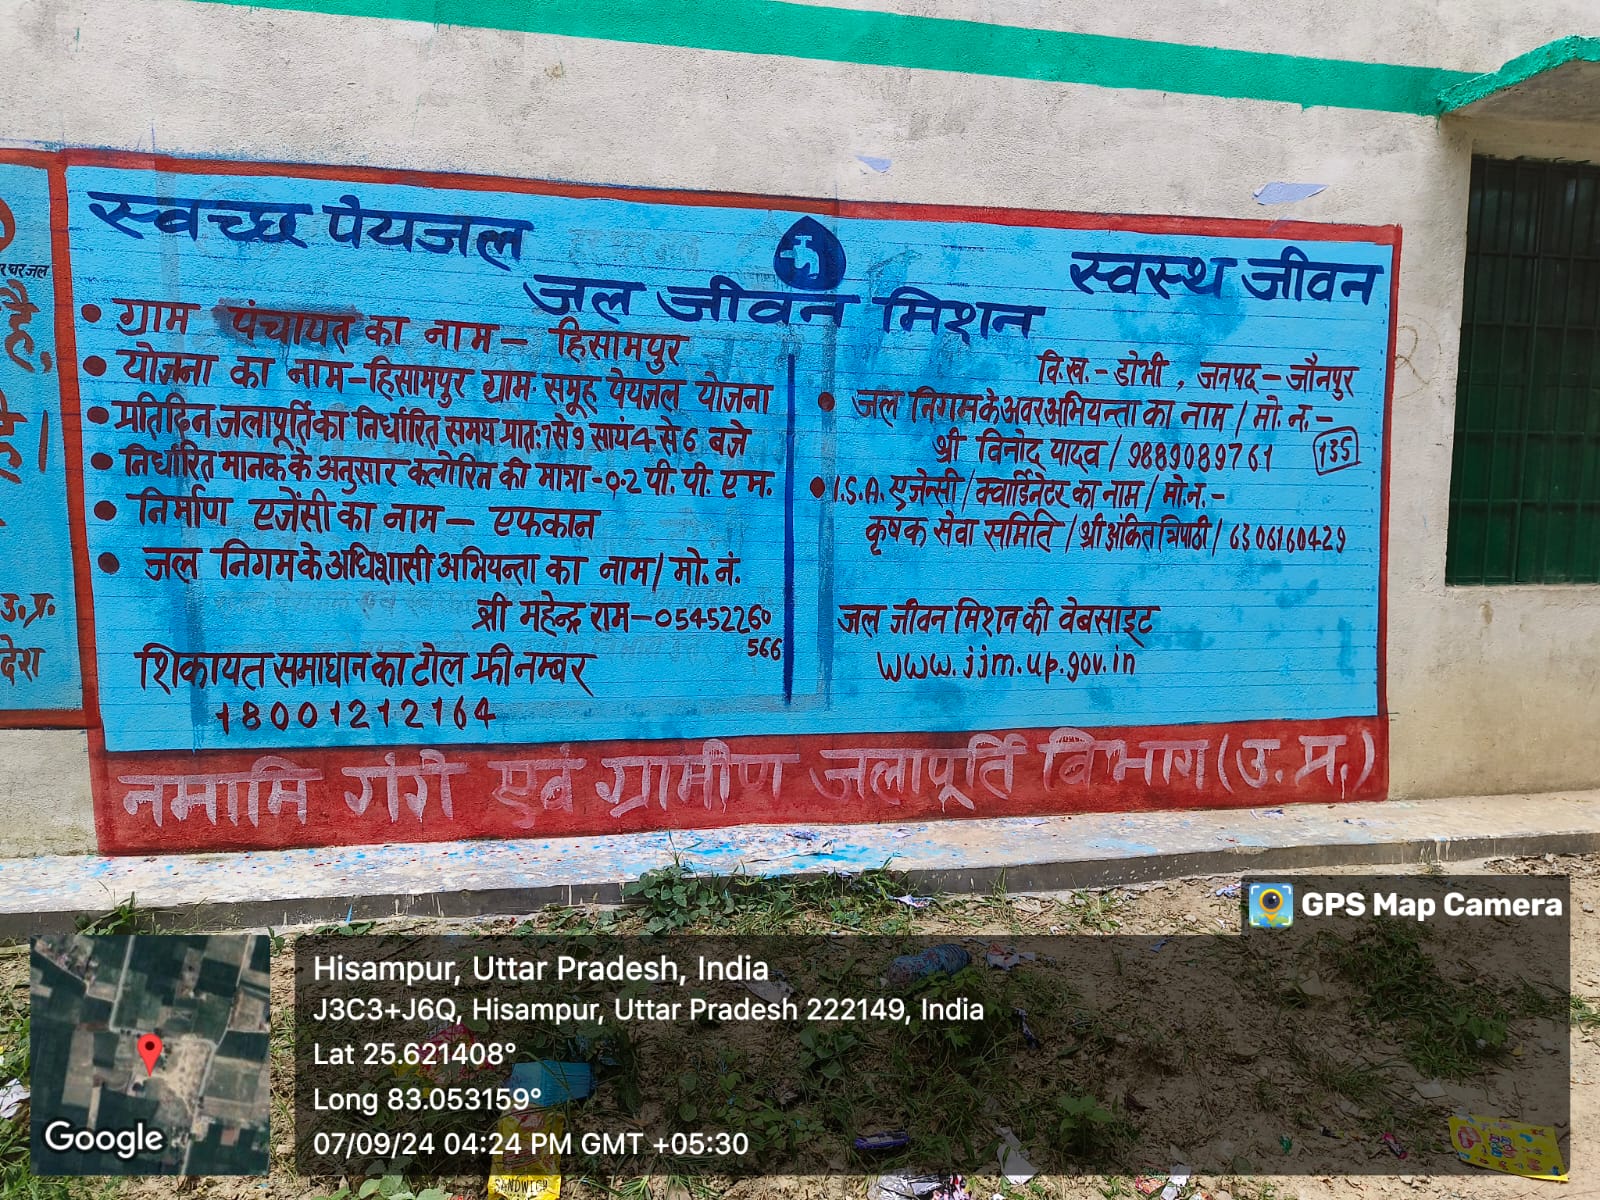 स्वच्छ पेयजल
स्वस्थ जीवन
जल जीवन मिशन
• ग्राम पंचायत का नाम – हिसामपुर
• योजना का नाम – हिसामपुर ग्राम समूह पेयजल योजना
• प्रतिदिन जलापूर्ति का निर्धारित समय प्रात: 7 से 9 सायं 4 से 6 बजे
• निर्धारित मानक के अनुसार क्लोरिन की मात्रा - 0.2 पी. पी. ए म.
• निर्माण एजेंसी का नाम – एफकान
• जल निगम के अधिशासी अभियन्ता का नाम / मो. नं.
श्री महेन्द्र राम – 05452260
566
शिकायत समाधान का टोल फ्री नम्बर
18001212164
वि.ख. - डोभी , जनपद – जौनपुर
• जल निगम के अवर अभियन्ता का नाम / मो. न. -
श्री विनोद यादव / 9889089761
135
• I.S.A. एजेन्सी / क्वार्डिनेटर का नाम / मो.न. -
कृषक सेवा समिति / श्री अंकित त्रिपाठी / 6306160429
जल जीवन मिशन की वेबसाइट
www.jjm.up.gov.in
नमामि गंगे एवं ग्रामीण जलापूर्ति विभाग (उ. प्र.)
र घर जल
है,
है।
उ. प्र.
देश
GPS Map Camera
Hisampur, Uttar Pradesh, India
J3C3+J6Q, Hisampur, Uttar Pradesh 222149, India
Lat 25.621408°
Long 83.053159°
07/09/24 04:24 PM GMT +05:30
Google
SANDWICH